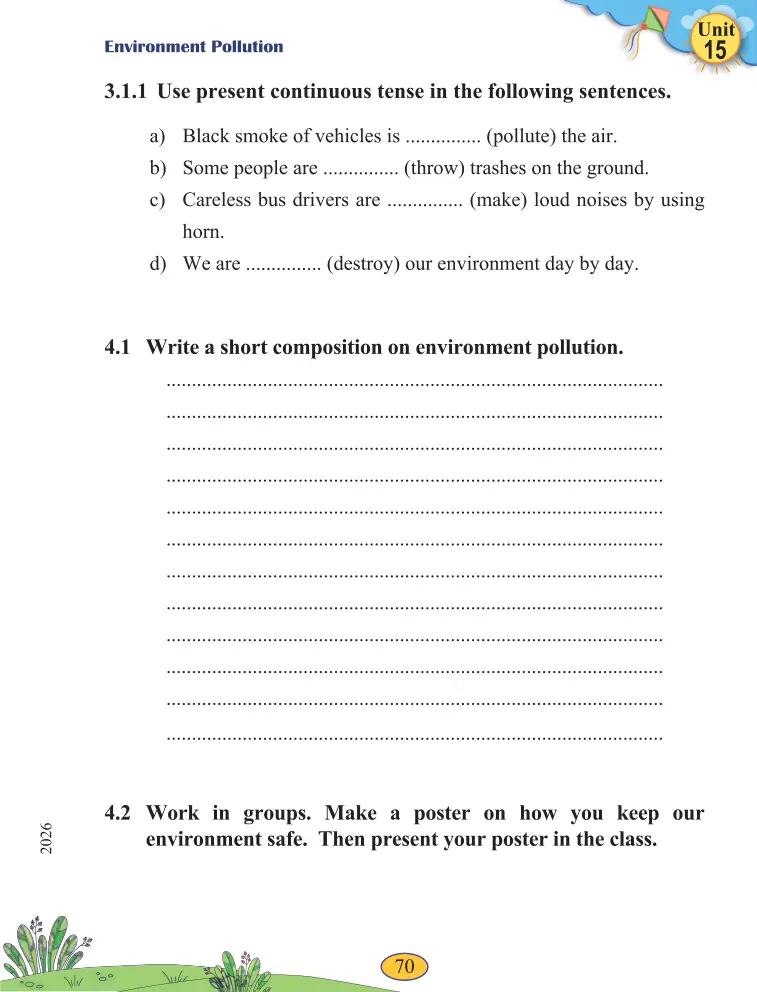 Environment Pollution
Unit
15
3.1.1 Use present continuous tense in the following sentences.
a) Black smoke of vehicles is ............... (pollute) the air.
b) Some people are ............... (throw) trashes on the ground.
c) Careless bus drivers are ............... (make) loud noises by using
horn.
d) We are ............... (destroy) our environment day by day.
4.1 Write a short composition on environment pollution.
..................................................................................................
..................................................................................................
..................................................................................................
..................................................................................................
..................................................................................................
..................................................................................................
..................................................................................................
..................................................................................................
..................................................................................................
..................................................................................................
..................................................................................................
..................................................................................................
4.2 Work in groups. Make a poster on how you keep our
environment safe. Then present your poster in the class.
2026
70